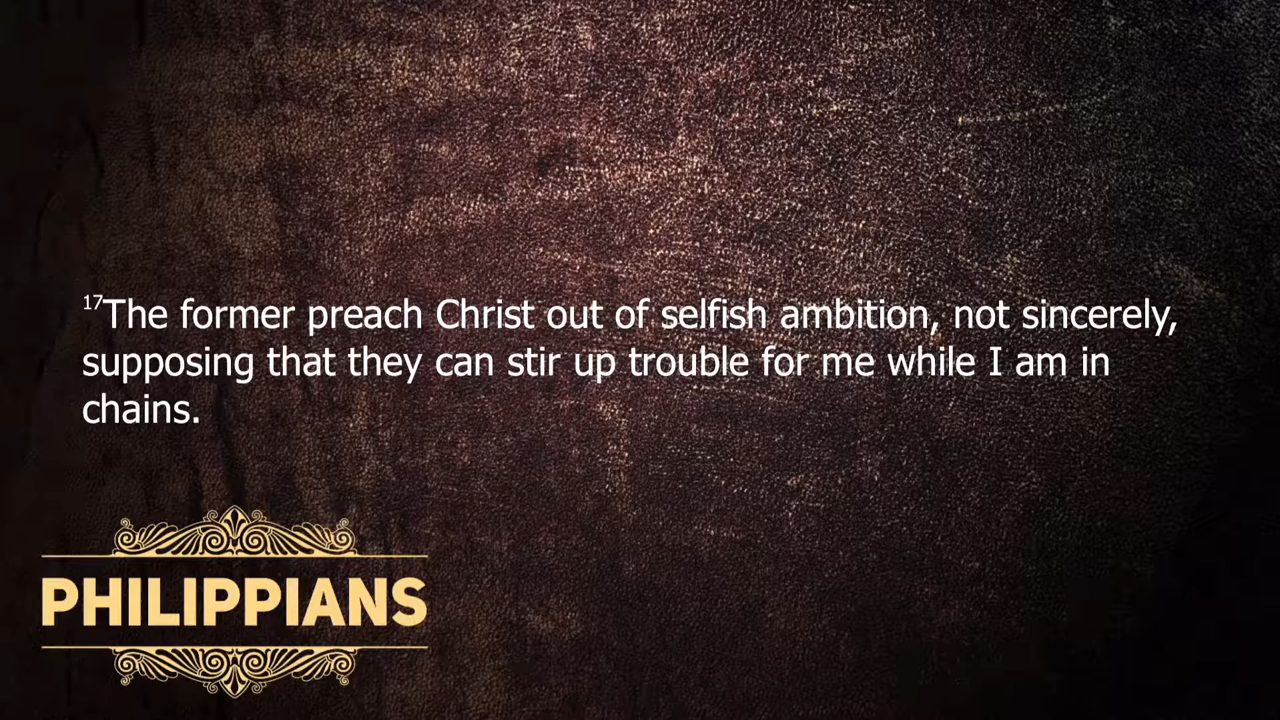 17The former preach Christ out of selfish ambition, not sincerely,
supposing that they can stir up trouble for me while I am in
chains.
PHILIPPIANS